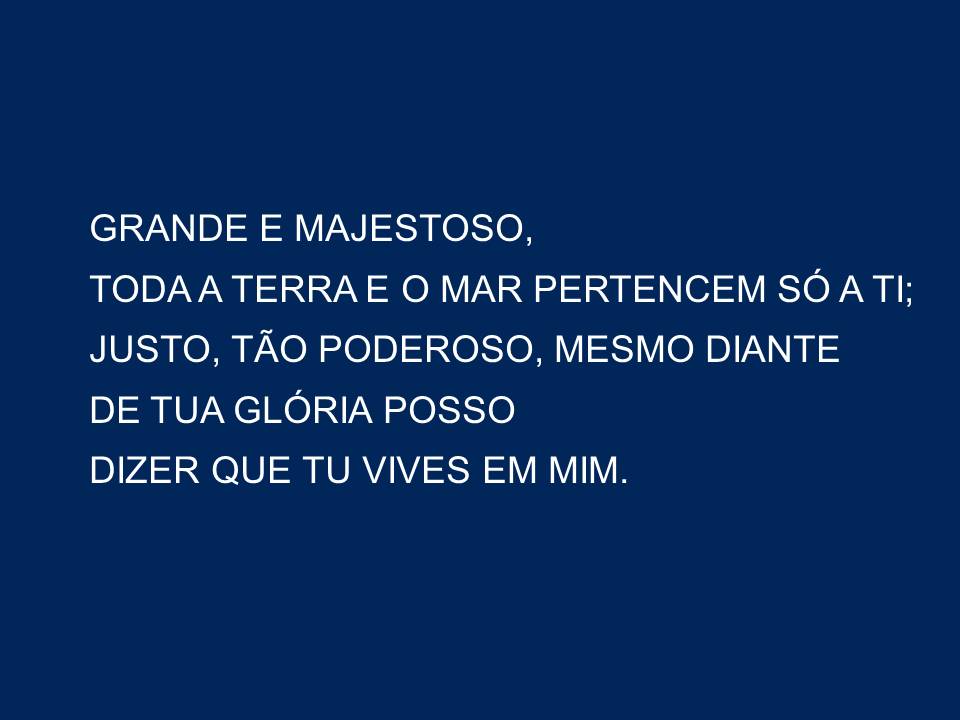 GRANDE E MAJESTOSO,
TODA A TERRA E O MAR PERTENCEM SÓ A TI;
JUSTO, TÃO PODEROSO, MESMO DIANTE
DE TUA GLÓRIA POSSO
DIZER QUE TU VIVES EM MIM.